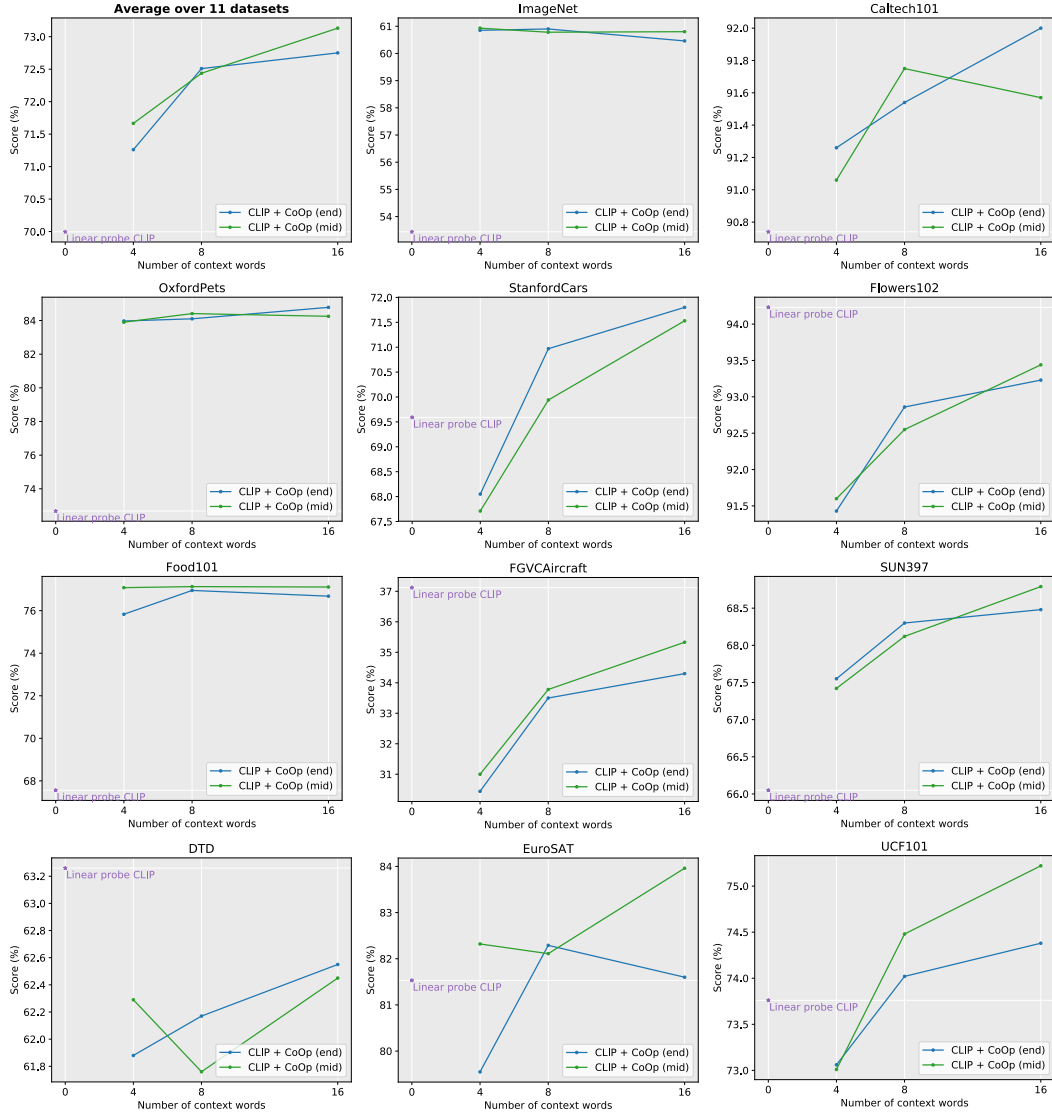 Average over 11 datasets
73.0
72.5
72.0
71.5
71.0
70.5
70.0
Score (%)
Linear probe CLIP
CLIP + CoOp (end)
CLIP + CoOp (mid)
0 4 8 16
Number of context words
ImageNet
61
60
59
58
57
56
55
54
Score (%)
Linear probe CLIP
CLIP + CoOp (end)
CLIP + CoOp (mid)
0 4 8 16
Number of context words
Caltech101
92.0
91.8
91.6
91.4
91.2
91.0
90.8
Score (%)
Linear probe CLIP
CLIP + CoOp (end)
CLIP + CoOp (mid)
0 4 8 16
Number of context words
OxfordPets
84
82
80
78
76
74
Score (%)
Linear probe CLIP
CLIP + CoOp (end)
CLIP + CoOp (mid)
0 4 8 16
Number of context words
StanfordCars
72.0
71.5
71.0
70.5
70.0
69.5
69.0
68.5
68.0
67.5
Score (%)
Linear probe CLIP
CLIP + CoOp (end)
CLIP + CoOp (mid)
0 4 8 16
Number of context words
Flowers102
94.0
93.5
93.0
92.5
92.0
91.5
Score (%)
Linear probe CLIP
CLIP + CoOp (end)
CLIP + CoOp (mid)
0 4 8 16
Number of context words
Food101
76
74
72
70
68
Score (%)
Linear probe CLIP
CLIP + CoOp (end)
CLIP + CoOp (mid)
0 4 8 16
Number of context words
FGVCAircraft
37
36
35
34
33
32
31
Score (%)
Linear probe CLIP
CLIP + CoOp (end)
CLIP + CoOp (mid)
0 4 8 16
Number of context words
SUN397
68.5
68.0
67.5
67.0
66.5
66.0
Score (%)
Linear probe CLIP
CLIP + CoOp (end)
CLIP + CoOp (mid)
0 4 8 16
Number of context words
DTD
63.2
63.0
62.8
62.6
62.4
62.2
62.0
61.8
Score (%)
Linear probe CLIP
CLIP + CoOp (end)
CLIP + CoOp (mid)
0 4 8 16
Number of context words
EuroSAT
84
83
82
81
80
Score (%)
Linear probe CLIP
CLIP + CoOp (end)
CLIP + CoOp (mid)
0 4 8 16
Number of context words
UCF101
75.0
74.5
74.0
73.5
73.0
Score (%)
Linear probe CLIP
CLIP + CoOp (end)
CLIP + CoOp (mid)
0 4 8 16
Number of context words